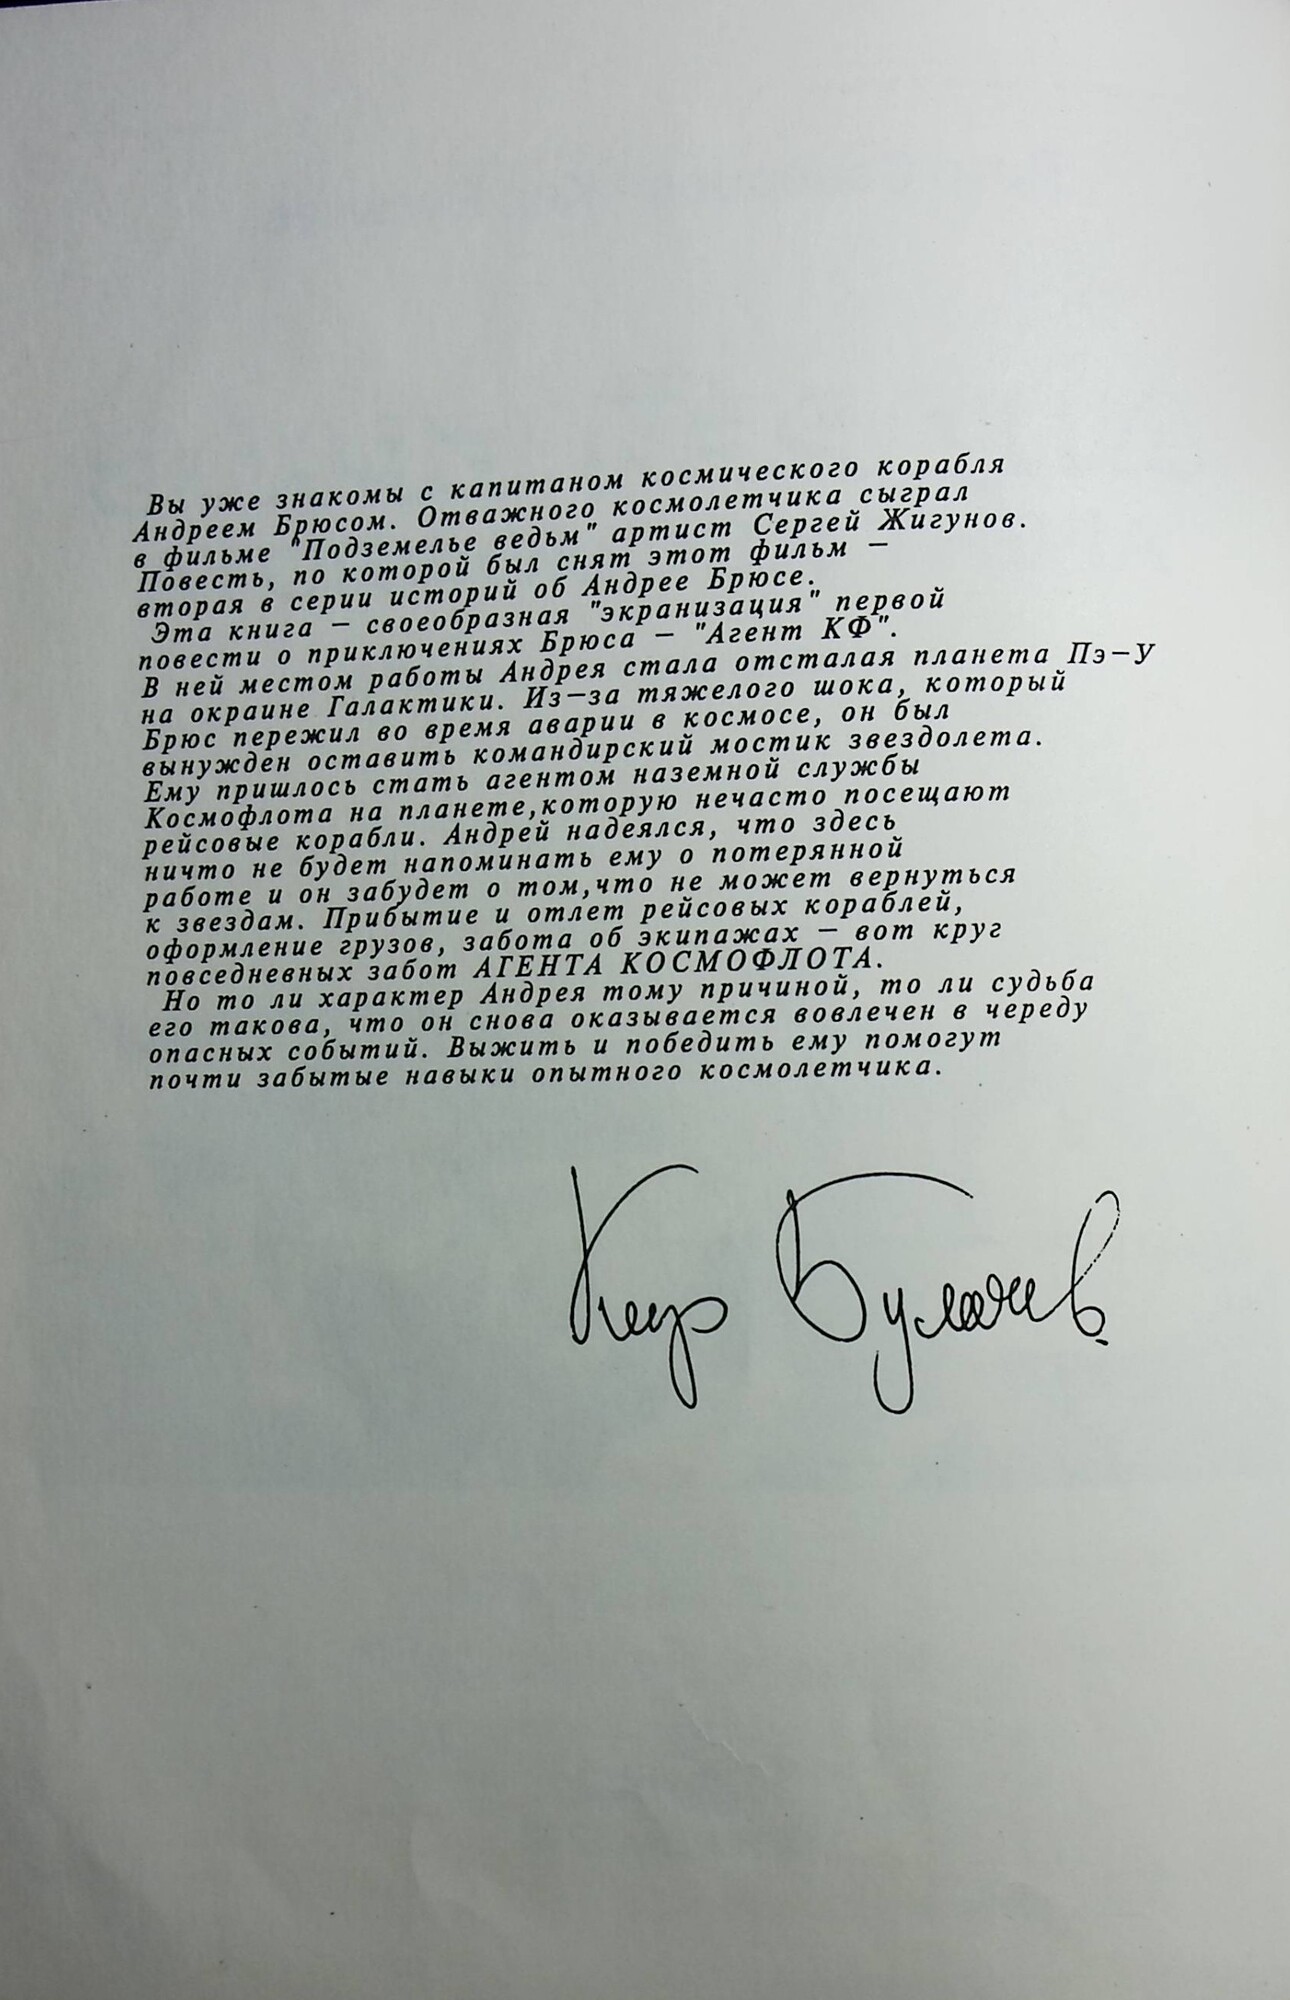 Вы уже знакомы с капитаном космического корабля
Андреем Брюсом. Отважного космолетчика сыграл
в фильме "Подземелье ведьм" артист Сергей Жигунов.
Повесть, по которой был снят этот фильм —
вторая в серии историй об Андрее Брюсе.
Эта книга — своеобразная "экранизация" первой
повести о приключениях Брюса — "Агент КФ".
В ней местом работы Андрея стала отсталая планета Пэ—У
на окраине Галактики. Из—за тяжелого шока, который
Брюс пережил во время аварии в космосе, он был
вынужден оставить командирский мостик звездолета.
Ему пришлось стать агентом наземной службы
Космофлота на планете,которую нечасто посещают
рейсовые корабли. Андрей надеялся, что здесь
ничто не будет напоминать ему о потерянной
работе и он забудет о том,что не может вернуться
к звездам. Прибытие и отлет рейсовых кораблей,
оформление грузов, забота об экипажах — вот круг
повседневных забот АГЕНТА КОСМОФЛОТА.
Но то ли характер Андрея тому причиной, то ли судьба
его такова, что он снова оказывается вовлечен в череду
опасных событий. Выжить и победить ему помогут
почти забытые навыки опытного космолетчика.
Кир Булычев